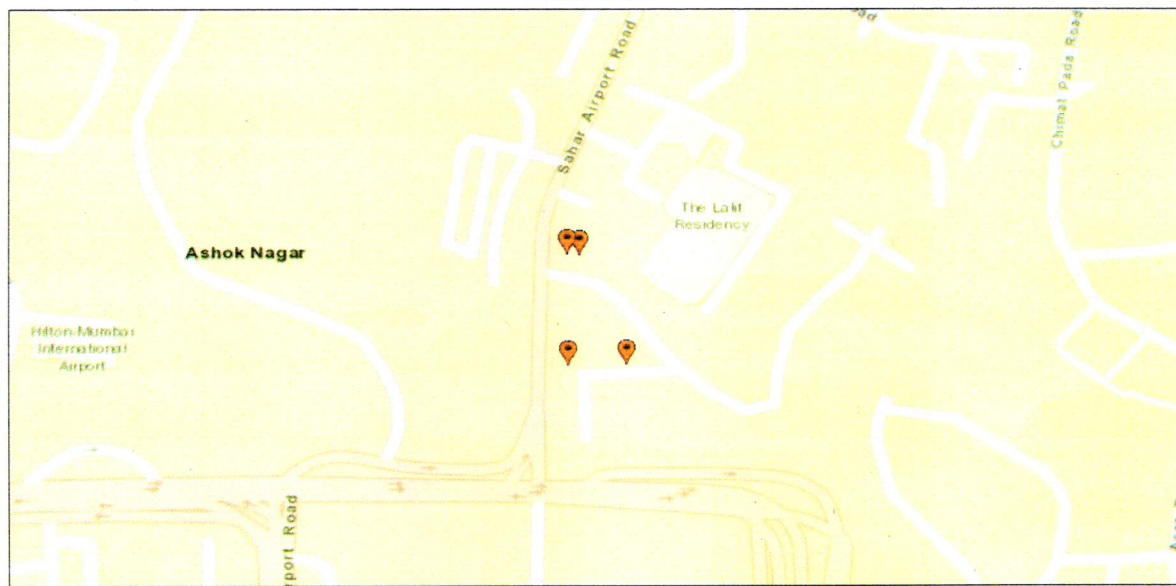 Sahar Airport Road
Chimat Pada Road
The Lalit
Residency
Ashok Nagar
Hilton Mumbai
International
Airport
port Road